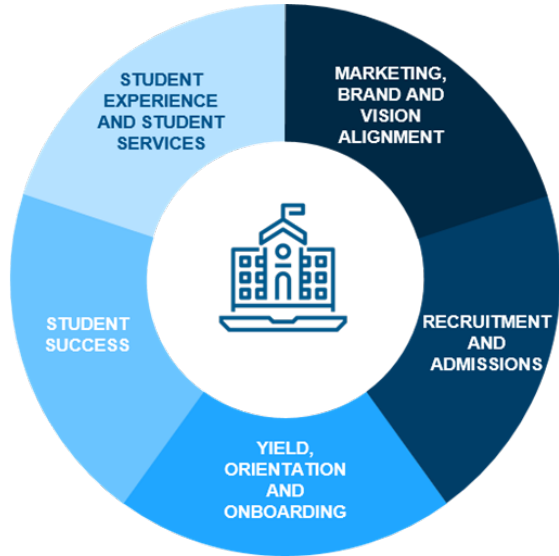 STUDENT
EXPERIENCE
AND STUDENT
SERVICES
MARKETING,
BRAND AND
VISION
ALIGNMENT
STUDENT
SUCCESS
RECRUITMENT
AND
ADMISSIONS
YIELD,
ORIENTATION
AND
ONBOARDING